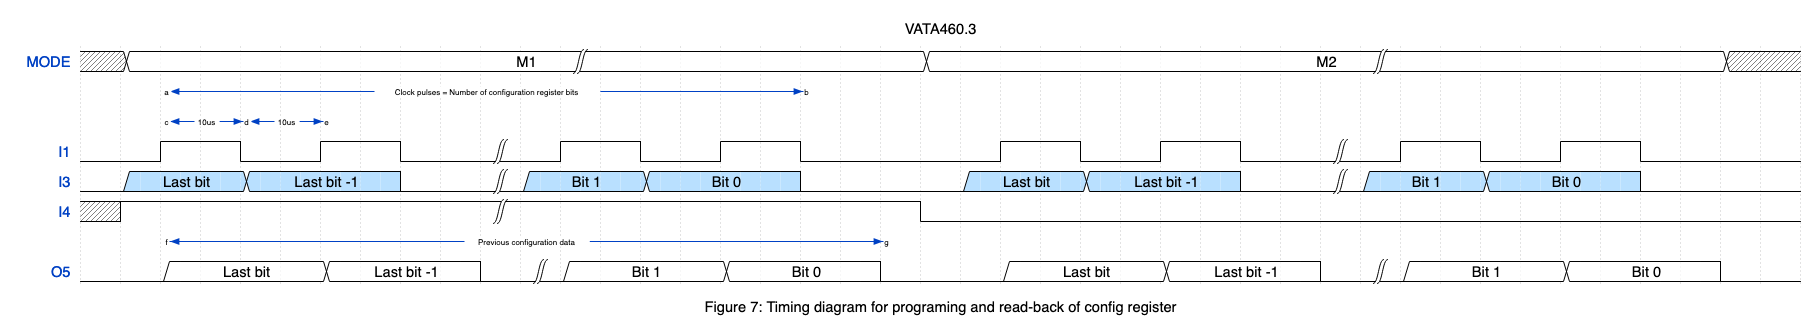 VATA460.3
MODE M1 M2
a Clock pulses = Number of configuration register bits b
c 10us d 10us e
I1
I3 Last bit Last bit -1 Bit 1 Bit 0 Last bit Last bit -1 Bit 1 Bit 0
I4
f Previous configuration data g
O5 Last bit Last bit -1 Bit 1 Bit 0 Last bit Last bit -1 Bit 1 Bit 0
Figure 7: Timing diagram for programing and read-back of config register